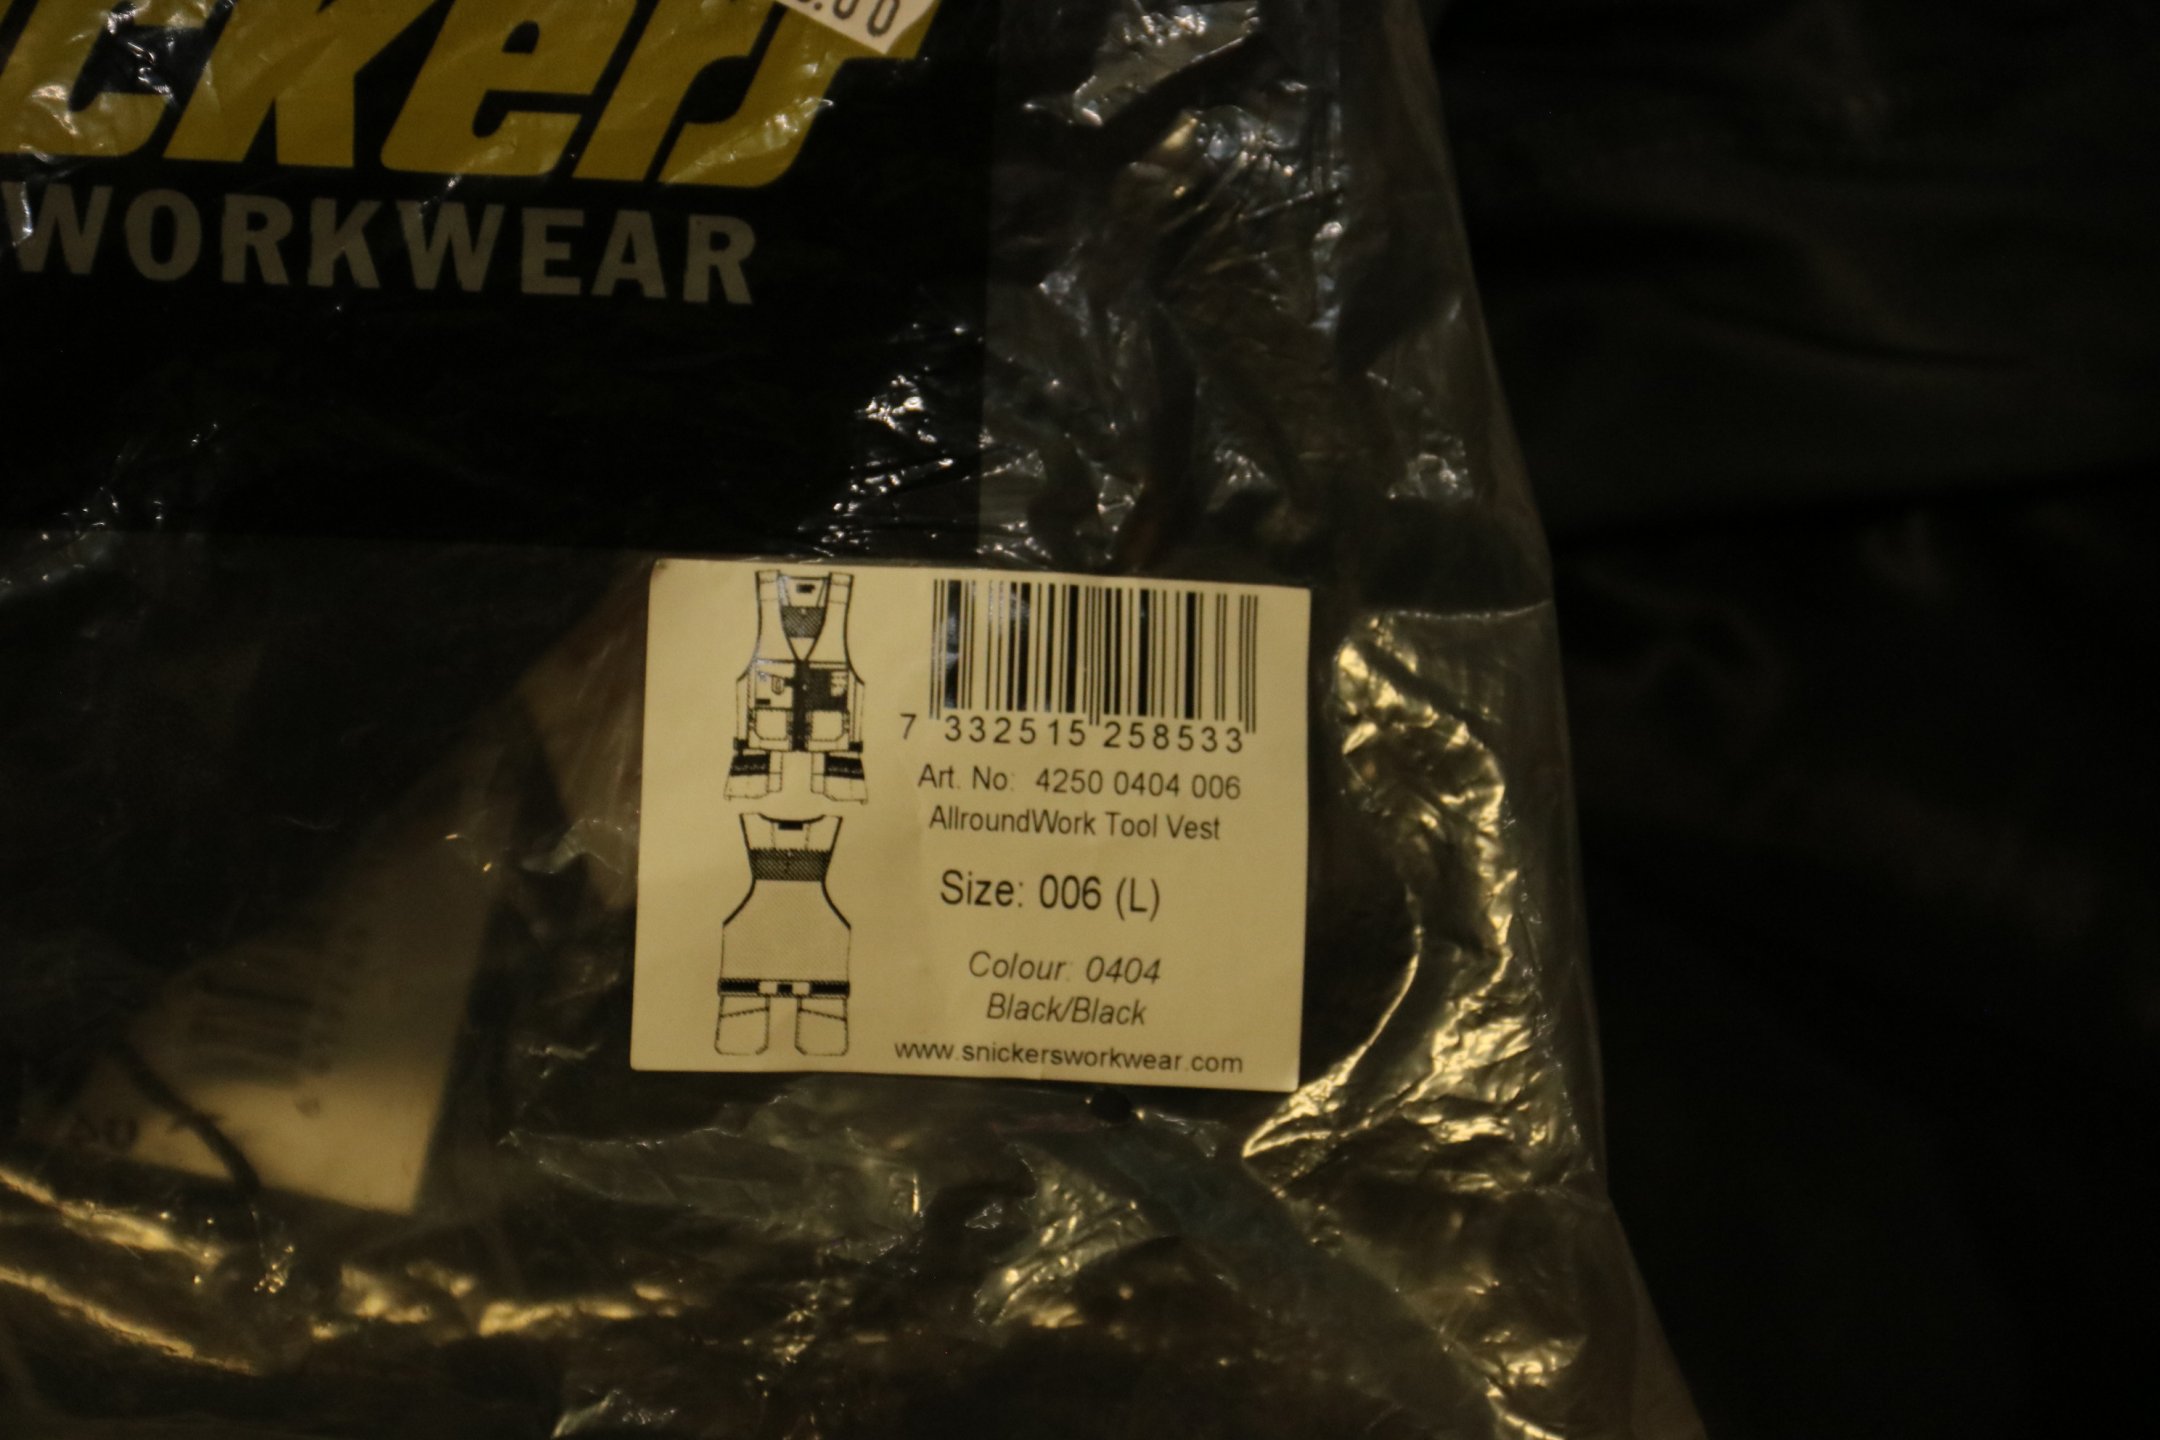 ickers
WORKWEAR
7 332515 258533
Art. No: 4250 0404 006
AllroundWork Tool Vest
Size: 006 (L)
Colour: 0404
Black/Black
www.snickersworkwear.com